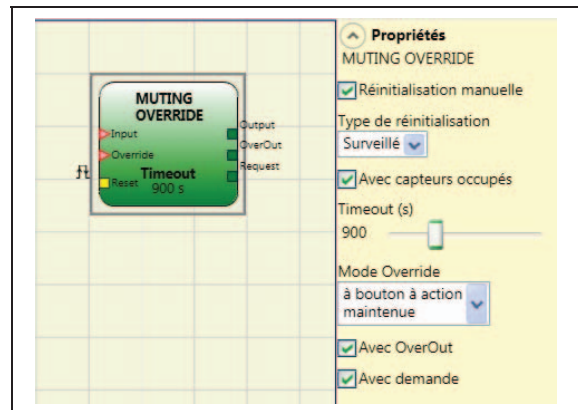 MUTING
OVERRIDE
Input
Override
Reset
Timeout
900 s
Output
OverOut
Request
Propriétés
MUTING OVERRIDE
Réinitialisation manuelle
Type de réinitialisation
Surveillé
Avec capteurs occupés
Timeout (s)
900
Mode Override
à bouton à action
maintenue
Avec OverOut
Avec demande